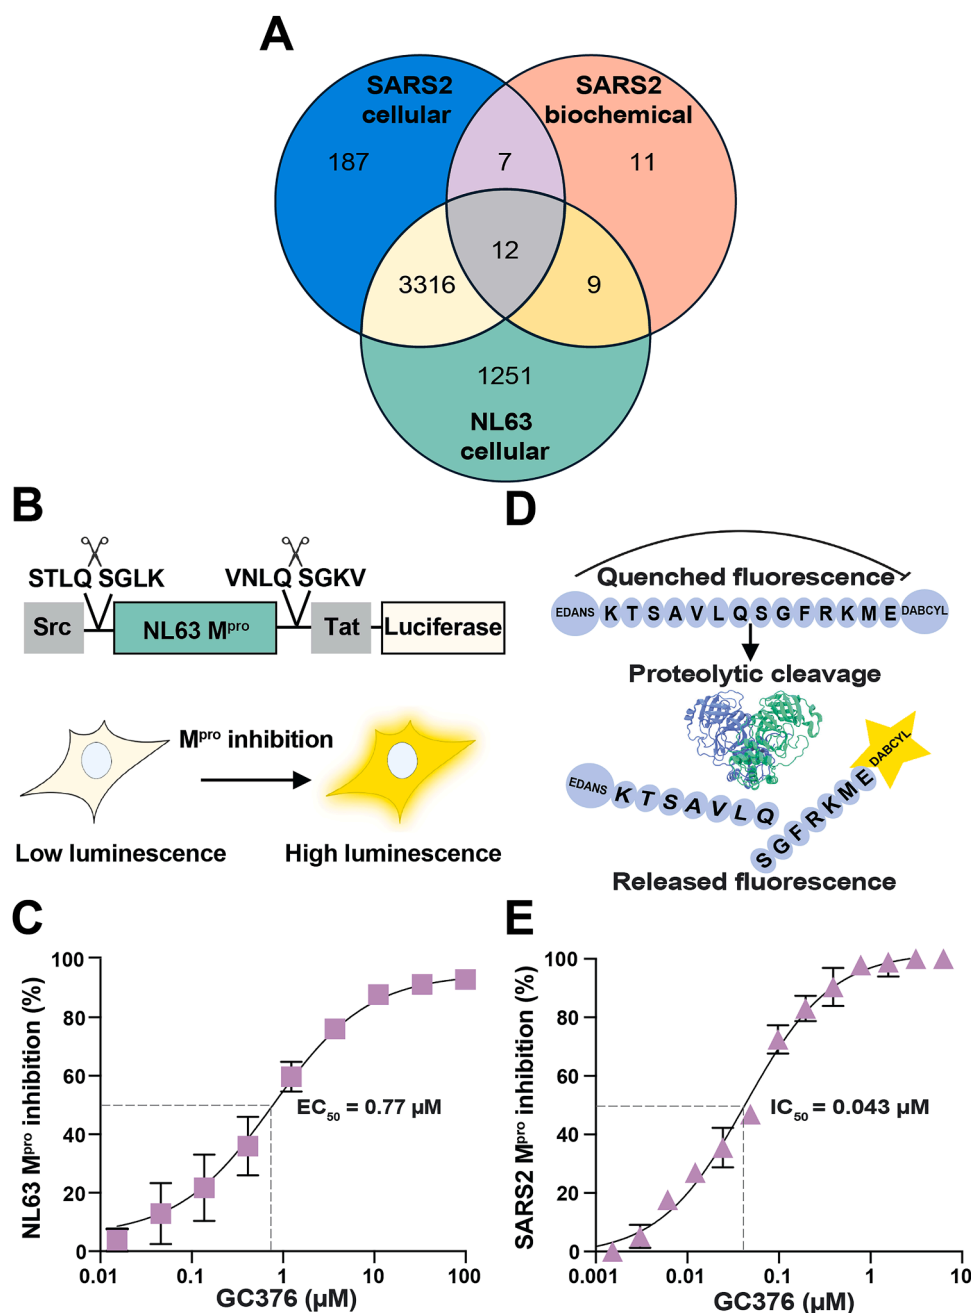 A
SARS2
cellular
SARS2
biochemical
187
7
11
12
3316
9
1251
NL63
cellular
B
STLQ SGLK
VNLQ SGKV
Src
NL63 Mpro
Tat
Luciferase
Mpro inhibition
Low luminescence
High luminescence
D
Quenched fluorescence
EDANS K T S A V L Q S G F R K M E DABCYL
Proteolytic cleavage
EDANS K T S A V L Q
S G F R K M E DABCYL
Released fluorescence
C
NL63 Mpro inhibition (%)
100
80
60
40
20
0
EC50 = 0.77 µM
0.01
0.1
1
10
100
GC376 (µM)
E
SARS2 Mpro inhibition (%)
100
80
60
40
20
0
IC50 = 0.043 µM
0.001
0.01
0.1
1
10
GC376 (µM)